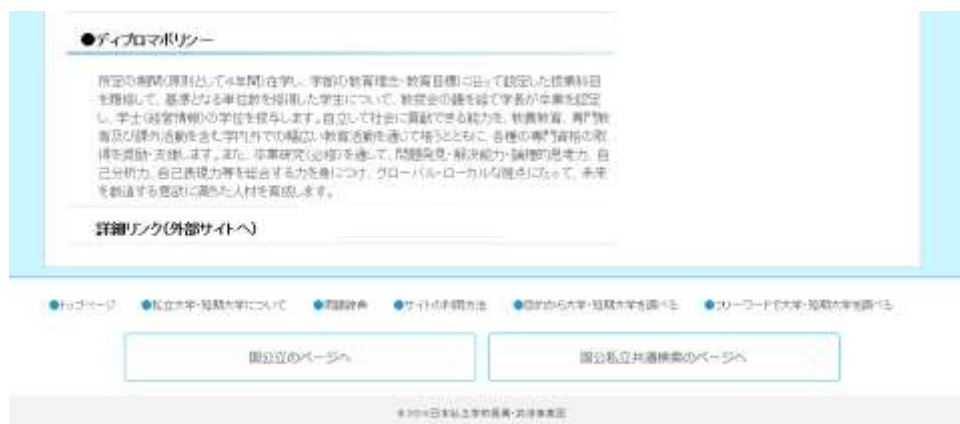 ●ディプロマポリシー
所定の期間(原則として4年間)在学し、学部の教育理念・教育目標に沿って設定した授業科目
を履修して、基準となる単位数を修得した学生について、教授会の議を経て学長が卒業を認定
し、学士(経営情報)の学位を授与します。自立して社会に貢献できる能力を、教養教育、専門教
育及び課外活動を含む学内外での幅広い教育活動を通じて培うとともに、各種の専門資格の取
得を奨励・支援します。また、卒業研究(必修)を通して、問題発見・解決能力・論理的思考力、自
己分析力、自己表現力等を総合する力を身につけ、グローバル・ローカルな視点にたって、未来
を創造する意欲に満ちた人材を育成します。
詳細リンク(外部サイトへ)
●トップページ ●私立大学・短期大学について ●用語辞典 ●サイトの利用方法 ●目的から大学・短期大学を調べる ●フリーワードで大学・短期大学を調べる
国公立のページへ 国公私立共通検索のページへ
日本私立学校振興・共済事業団